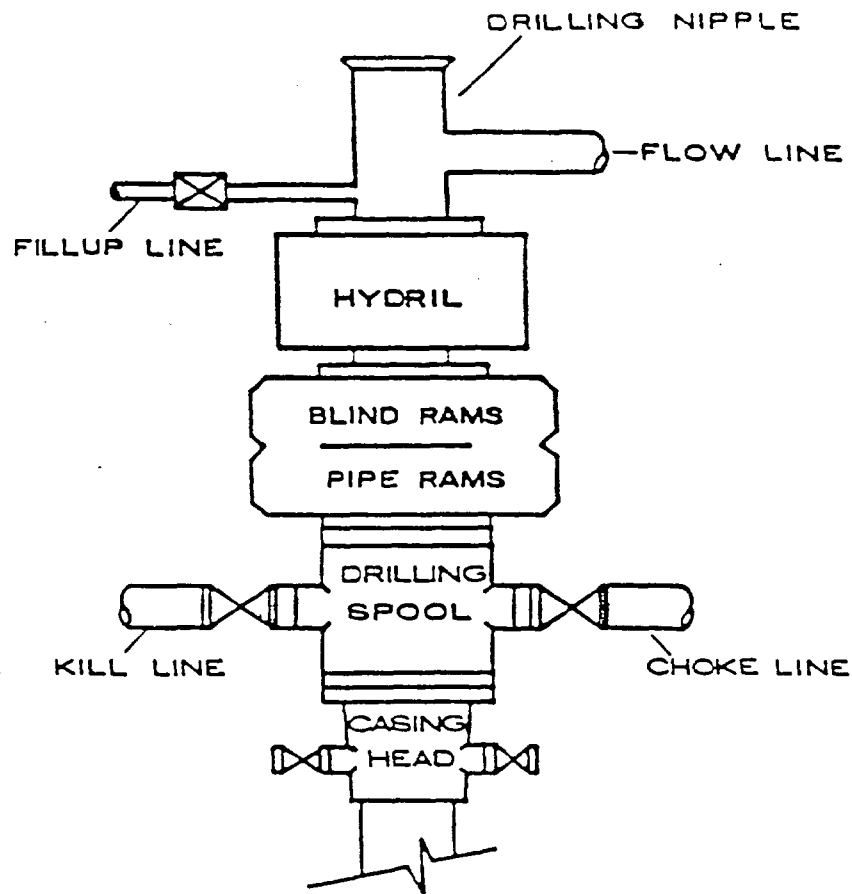 DRILLING NIPPLE
FLOW LINE
FILLUP LINE
HYDRIL
BLIND RAMS
PIPE RAMS
DRILLING
SPOOL
KILL LINE
CHOKE LINE
CASING
HEAD